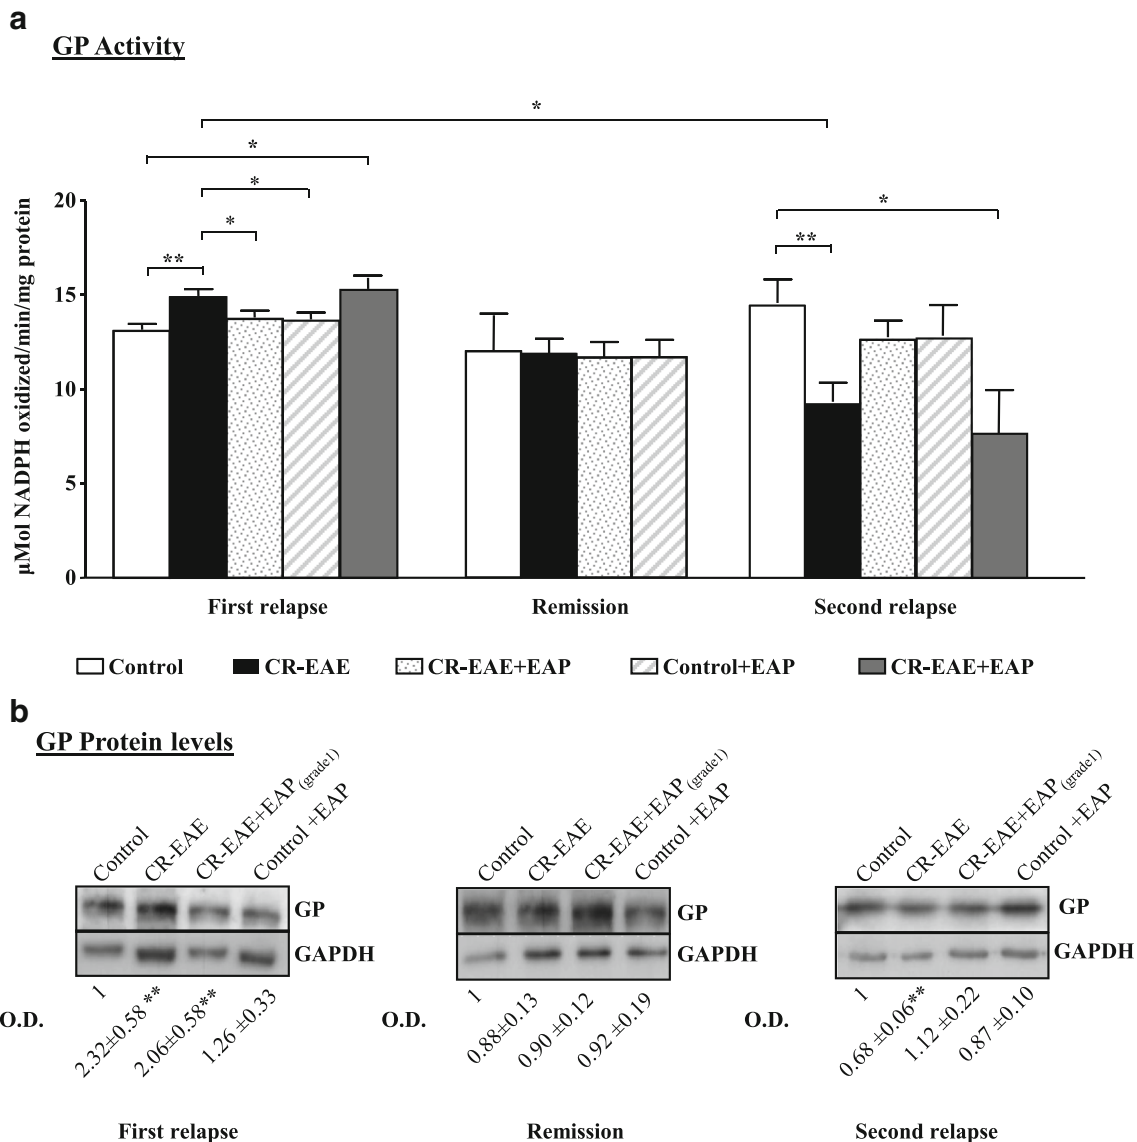 a
GP Activity
*
*
*
*
**
*
**
µMol NADPH oxidized/min/mg protein
20
15
10
5
0
First relapse Remission Second relapse
Control CR-EAE CR-EAE+EAP Control+EAP CR-EAE+EAP
b
GP Protein levels
Control CR-EAE CR-EAE+EAP (grade1) Control +EAP
Control CR-EAE CR-EAE+EAP (grade1) Control +EAP
Control CR-EAE CR-EAE+EAP (grade1) Control +EAP
GP GP GP
GAPDH GAPDH GAPDH
O.D. 1 2.32±0.58 ** 2.06±0.58** 1.26 ±0.33
O.D. 1 0.88±0.13 0.90 ±0.12 0.92 ±0.19
O.D. 1 0.68 ±0.06** 1.12 ±0.22 0.87 ±0.10
First relapse Remission Second relapse